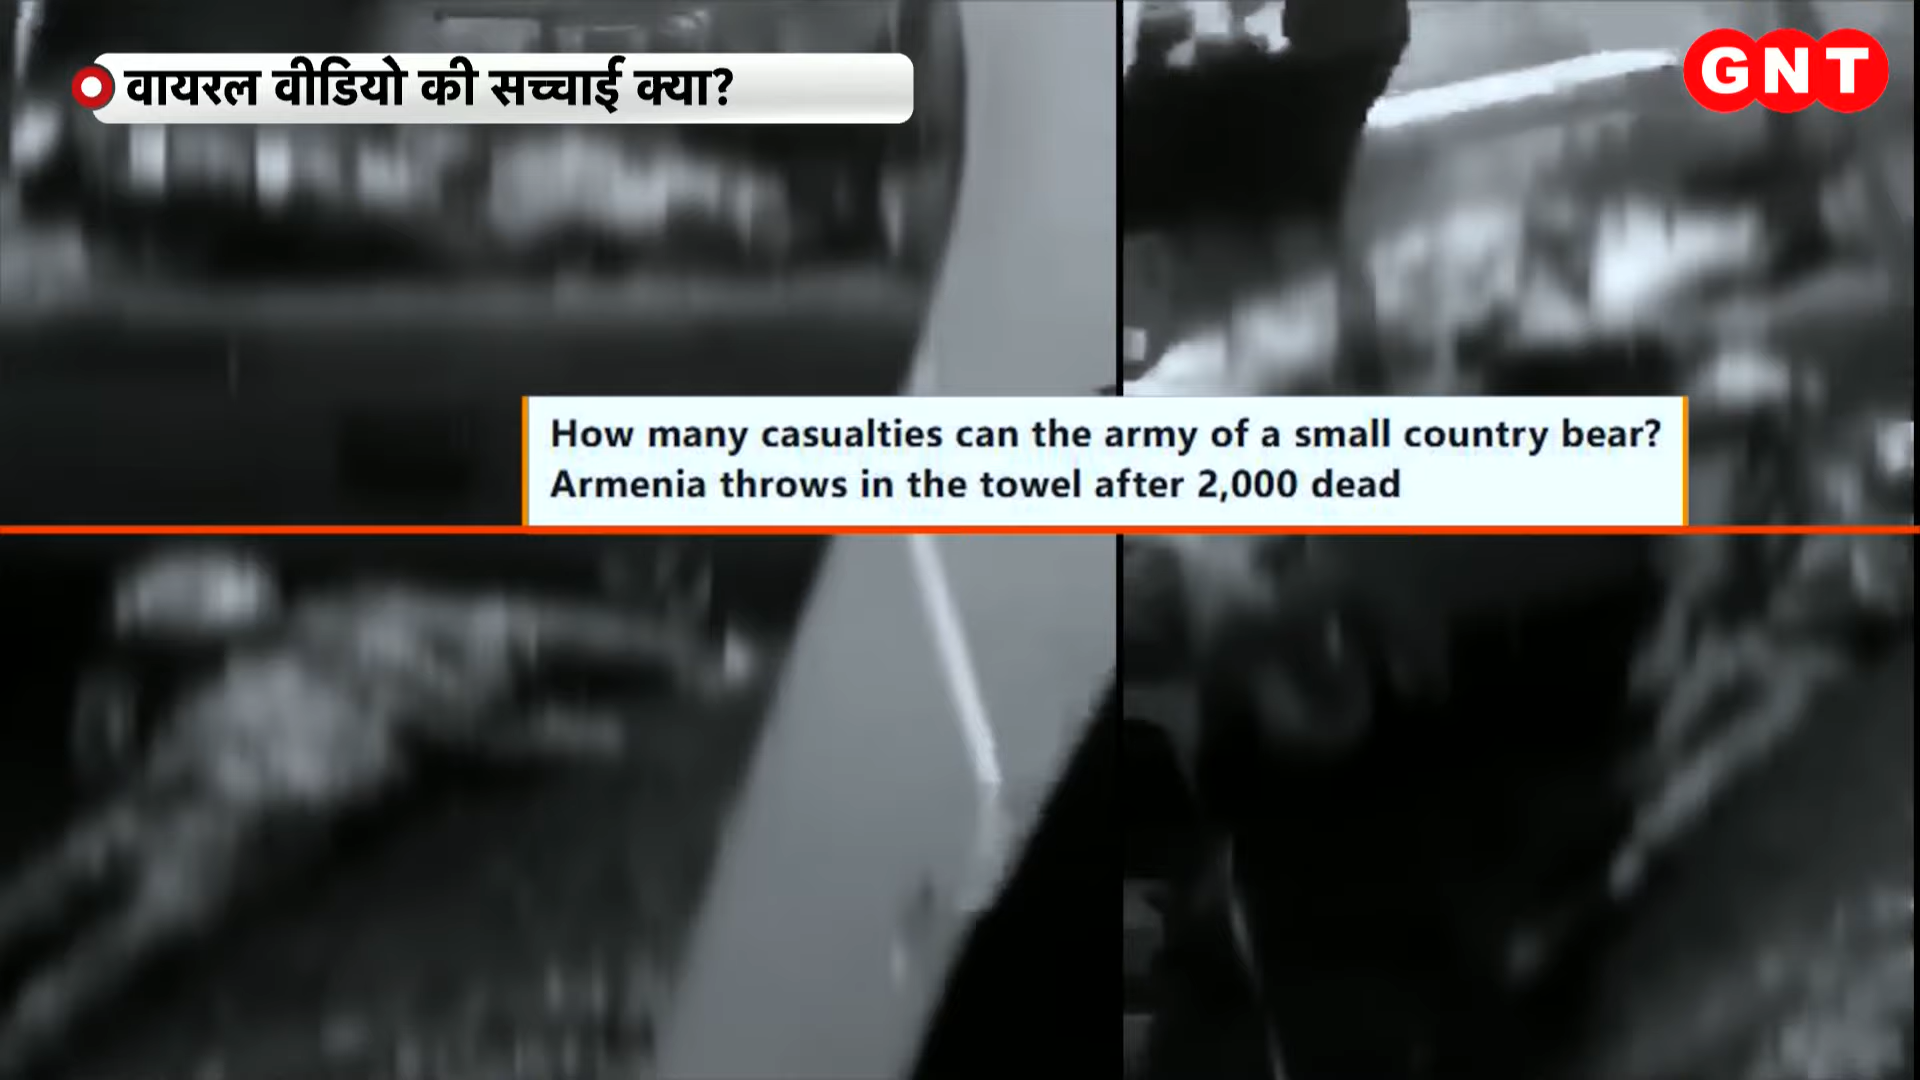 वायरल वीडियो की सच्चाई क्या?
GNT
How many casualties can the army of a small country bear?
Armenia throws in the towel after 2,000 dead